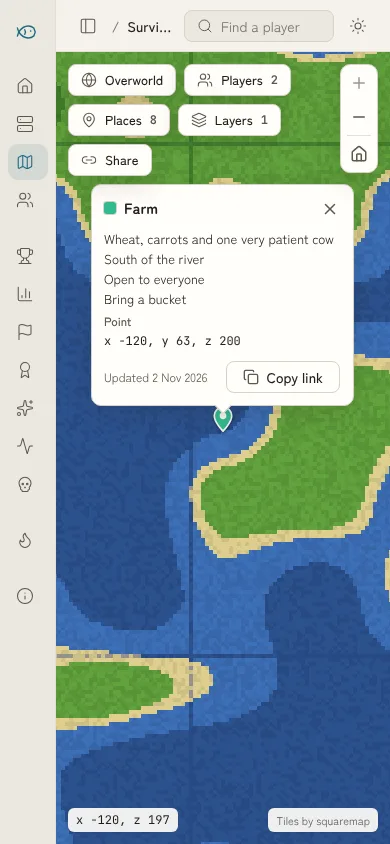 / Survi...
Find a player
Overworld
Players 2
Places 8
Layers 1
Share
Farm
Wheat, carrots and one very patient cow
South of the river
Open to everyone
Bring a bucket
Point
x -120, y 63, z 200
Updated 2 Nov 2026
Copy link
x -120, z 197
Tiles by squaremap